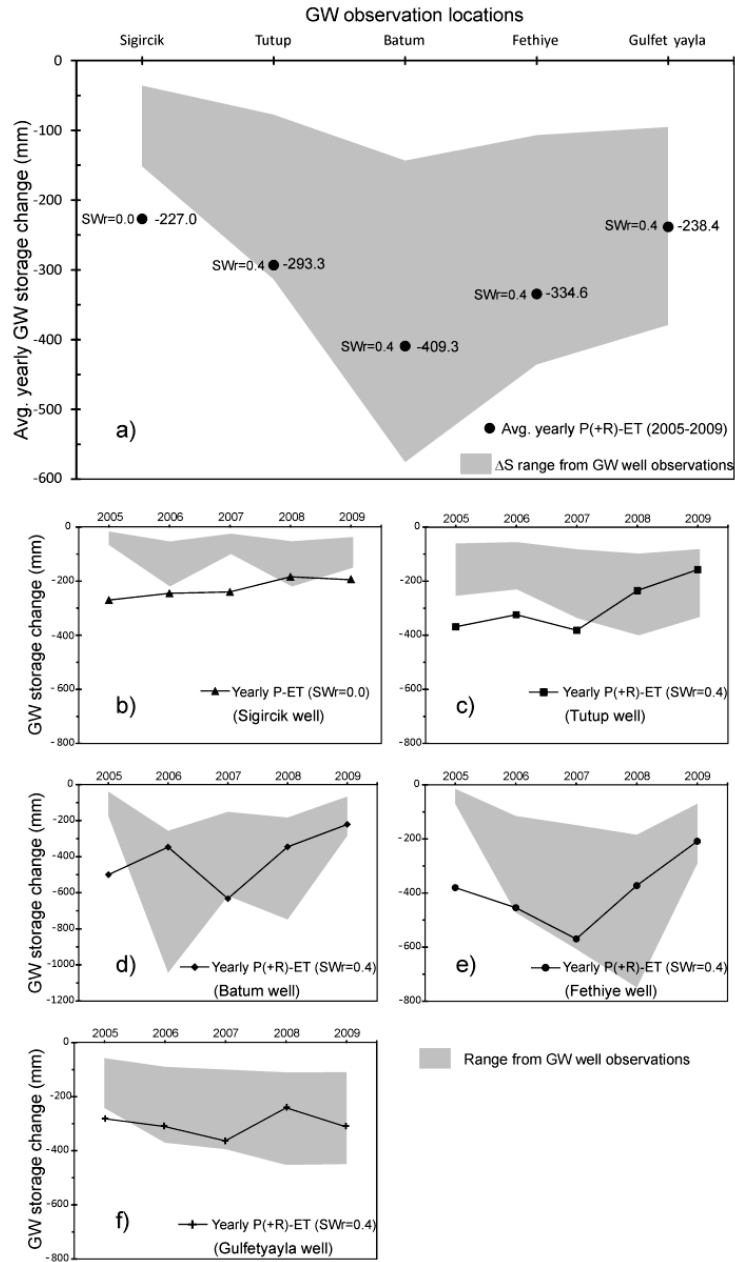 GW observation locations
Sigircik Tutup Batum Fethiye Gulfet yayla
Avg. yearly GW storage change (mm)
0
-100
-200
-300
-400
-500
-600
SWr=0.0 -227.0
SWr=0.4 -293.3
SWr=0.4 -409.3
SWr=0.4 -334.6
SWr=0.4 -238.4
a)
Avg. yearly P(+R)-ET (2005-2009)
ΔS range from GW well observations
GW storage change (mm)
2005 2006 2007 2008 2009
0
-200
-400
-600
-800
b)
Yearly P-ET (SWr=0.0)
(Sigircik well)
2005 2006 2007 2008 2009
0
-200
-400
-600
-800
c)
Yearly P(+R)-ET (SWr=0.4)
(Tutup well)
GW storage change (mm)
2005 2006 2007 2008 2009
0
-200
-400
-600
-800
-1000
-1200
d)
Yearly P(+R)-ET (SWr=0.4)
(Batum well)
2005 2006 2007 2008 2009
0
-200
-400
-600
-800
e)
Yearly P(+R)-ET (SWr=0.4)
(Fethiye well)
GW storage change (mm)
2005 2006 2007 2008 2009
0
-200
-400
-600
-800
f)
Yearly P(+R)-ET (SWr=0.4)
(Gulfetyayla well)
Range from GW well observations